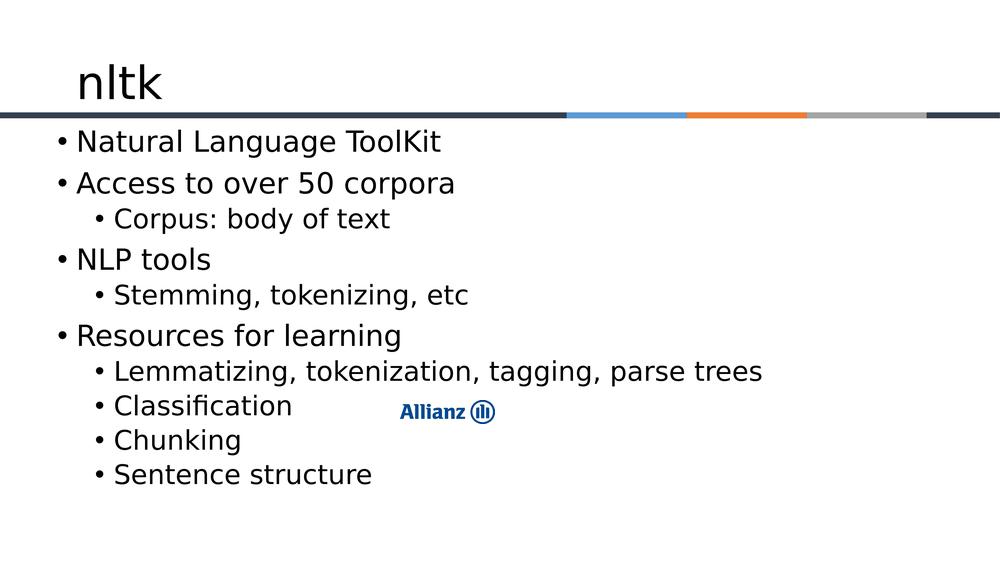 nltk
• Natural Language ToolKit
• Access to over 50 corpora
• Corpus: body of text
• NLP tools
• Stemming, tokenizing, etc
• Resources for learning
• Lemmatizing, tokenization, tagging, parse trees
• Classification
Allianz
• Chunking
• Sentence structure